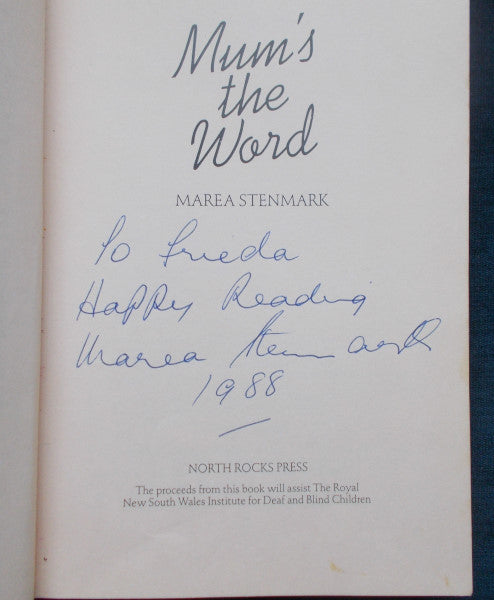 Mum's
the
Word
MAREA STENMARK
To Frieda
Happy Reading
Marea Stenmark
1988
NORTH ROCKS PRESS
The proceeds from this book will assist The Royal
New South Wales Institute for Deaf and Blind Children